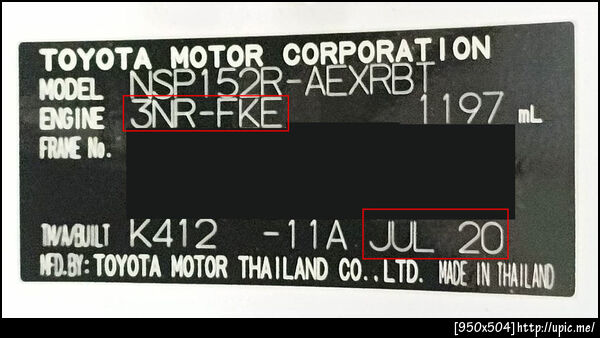 TOYOTA MOTOR CORPORATION
MODEL NSP152R-AEXRBT
ENGINE 3NR-FKE 1197 mL
FRAME No.
T/W/A/BUILT K412 -11A JUL 20
MFD.BY: TOYOTA MOTOR THAILAND CO.,LTD. MADE IN THAILAND
[950x504] http://upic.me/